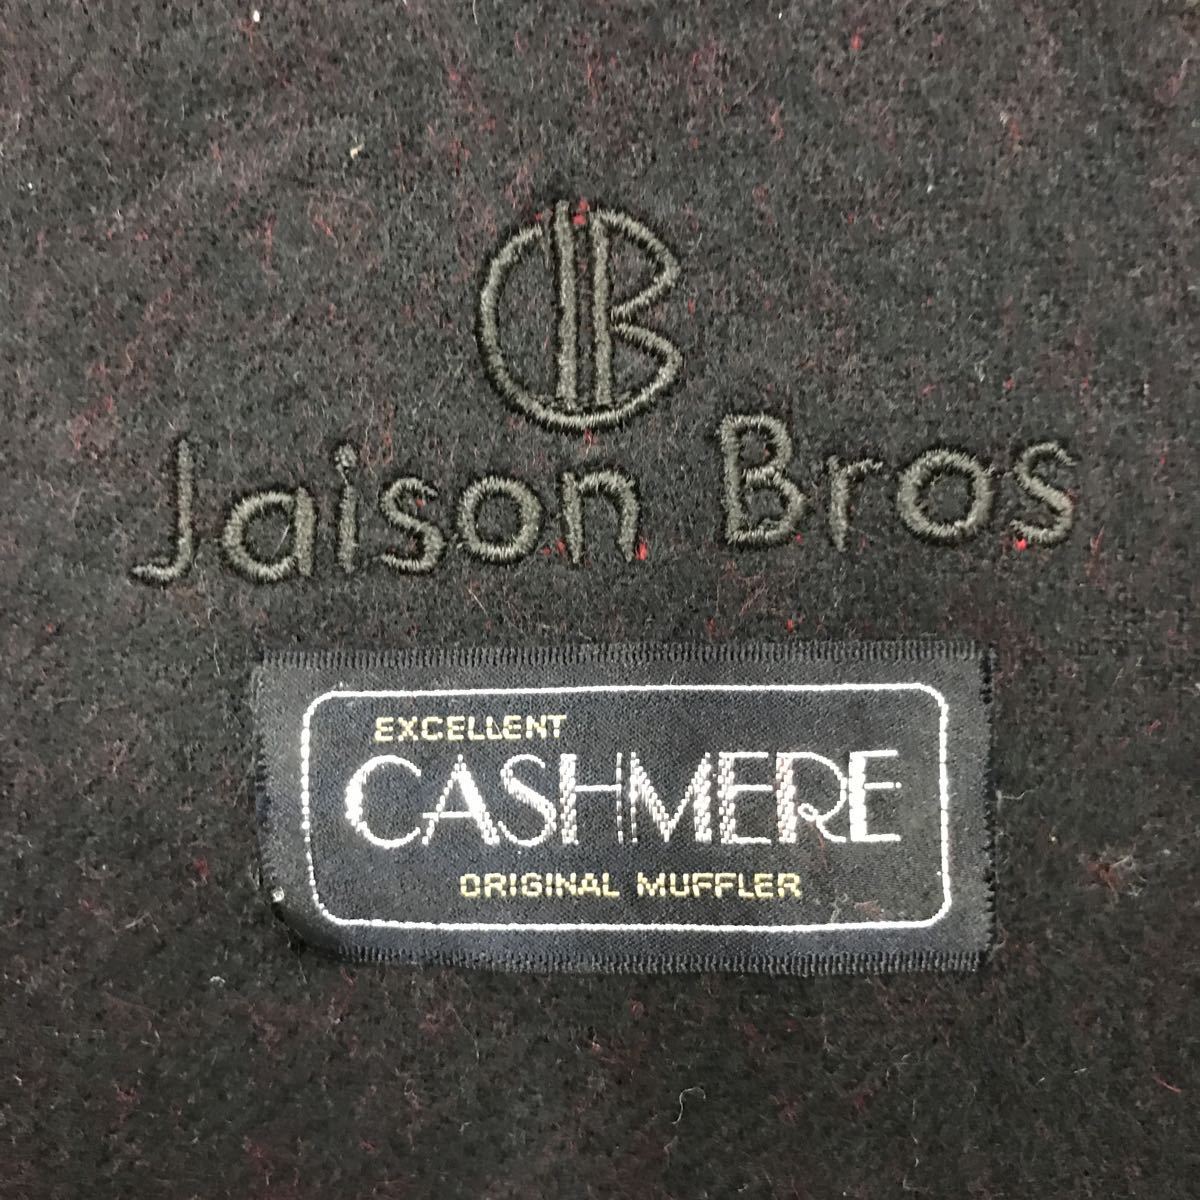 JB
Jaison Bros
EXCELLENT
CASHMERE
ORIGINAL MUFFLER